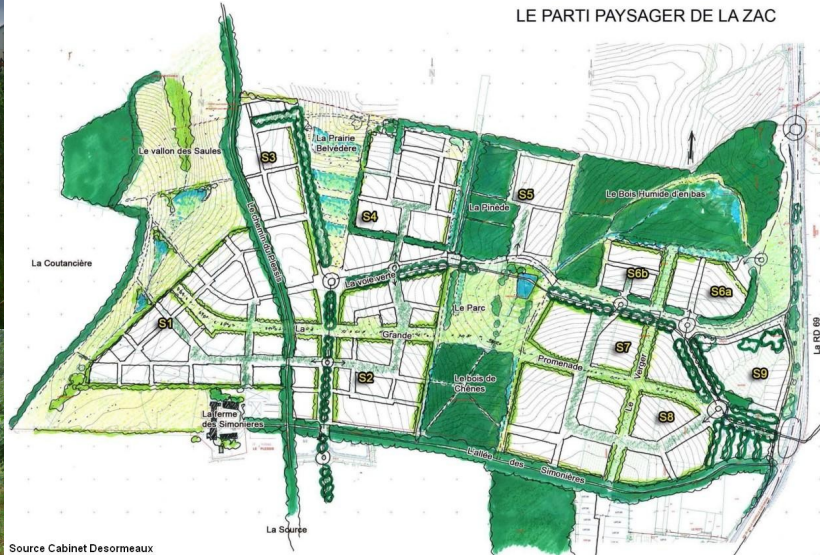 LE PARTI PAYSAGER DE LA ZAC
Le vallon des Saules
S3
La Prairie
Belvédère
S4
La Pinède
S5
Le Bois Humide d'en bas
La Coutancière
La voie verte
S6b
S6a
Le Parc
La RD 69
S1
La
Grande
Promenade
S7
S9
S2
Le bois de
Chênes
Le Verger
S8
La ferme
des Simonières
L'allée des Simonières
La Source
Source Cabinet Desormeaux